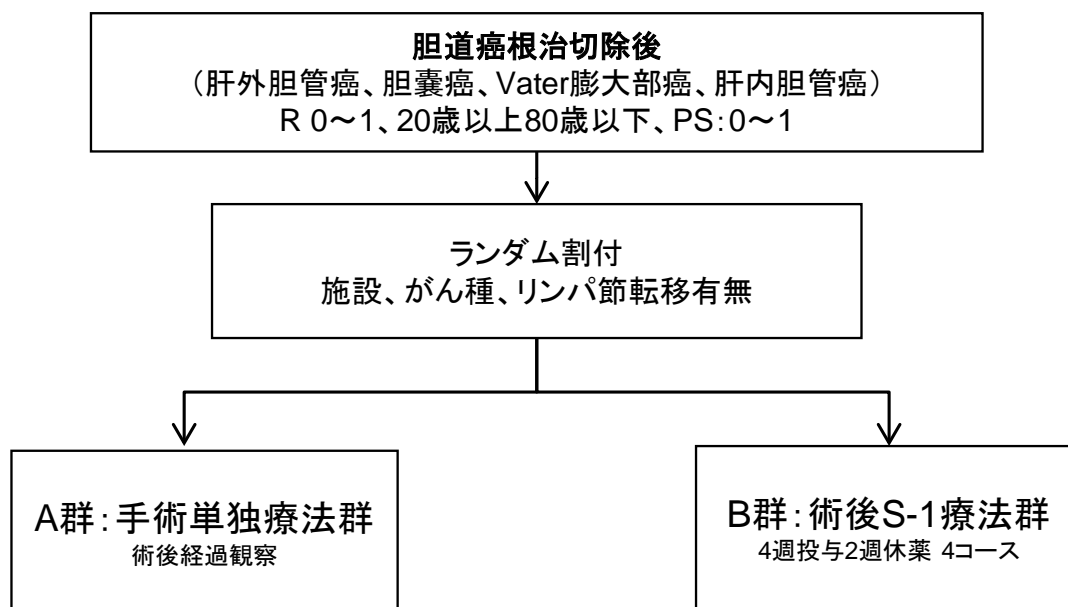 胆道癌根治切除後
(肝外胆管癌、胆嚢癌、Vater膨大部癌、肝内胆管癌)
R 0～1、20歳以上80歳以下、PS：0～1
ランダム割付
施設、がん種、リンパ節転移有無
A群：手術単独療法群
術後経過観察
B群：術後S-1療法群
4週投与2週休薬 4コース